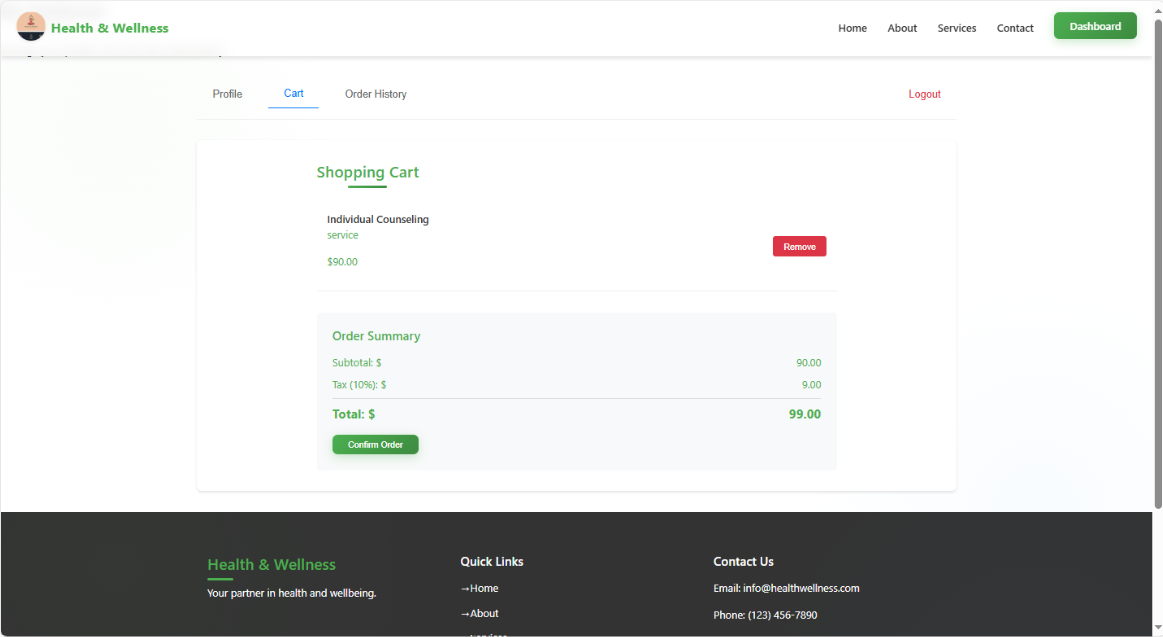 Health & Wellness
Home About Services Contact Dashboard
Profile Cart Order History Logout
Shopping Cart
Individual Counseling
service
$90.00
Remove
Order Summary
Subtotal: $ 90.00
Tax (10%): $ 9.00
Total: $ 99.00
Confirm Order
Health & Wellness
Your partner in health and wellbeing.
Quick Links
→Home
→About
Contact Us
Email: info@healthwellness.com
Phone: (123) 456-7890